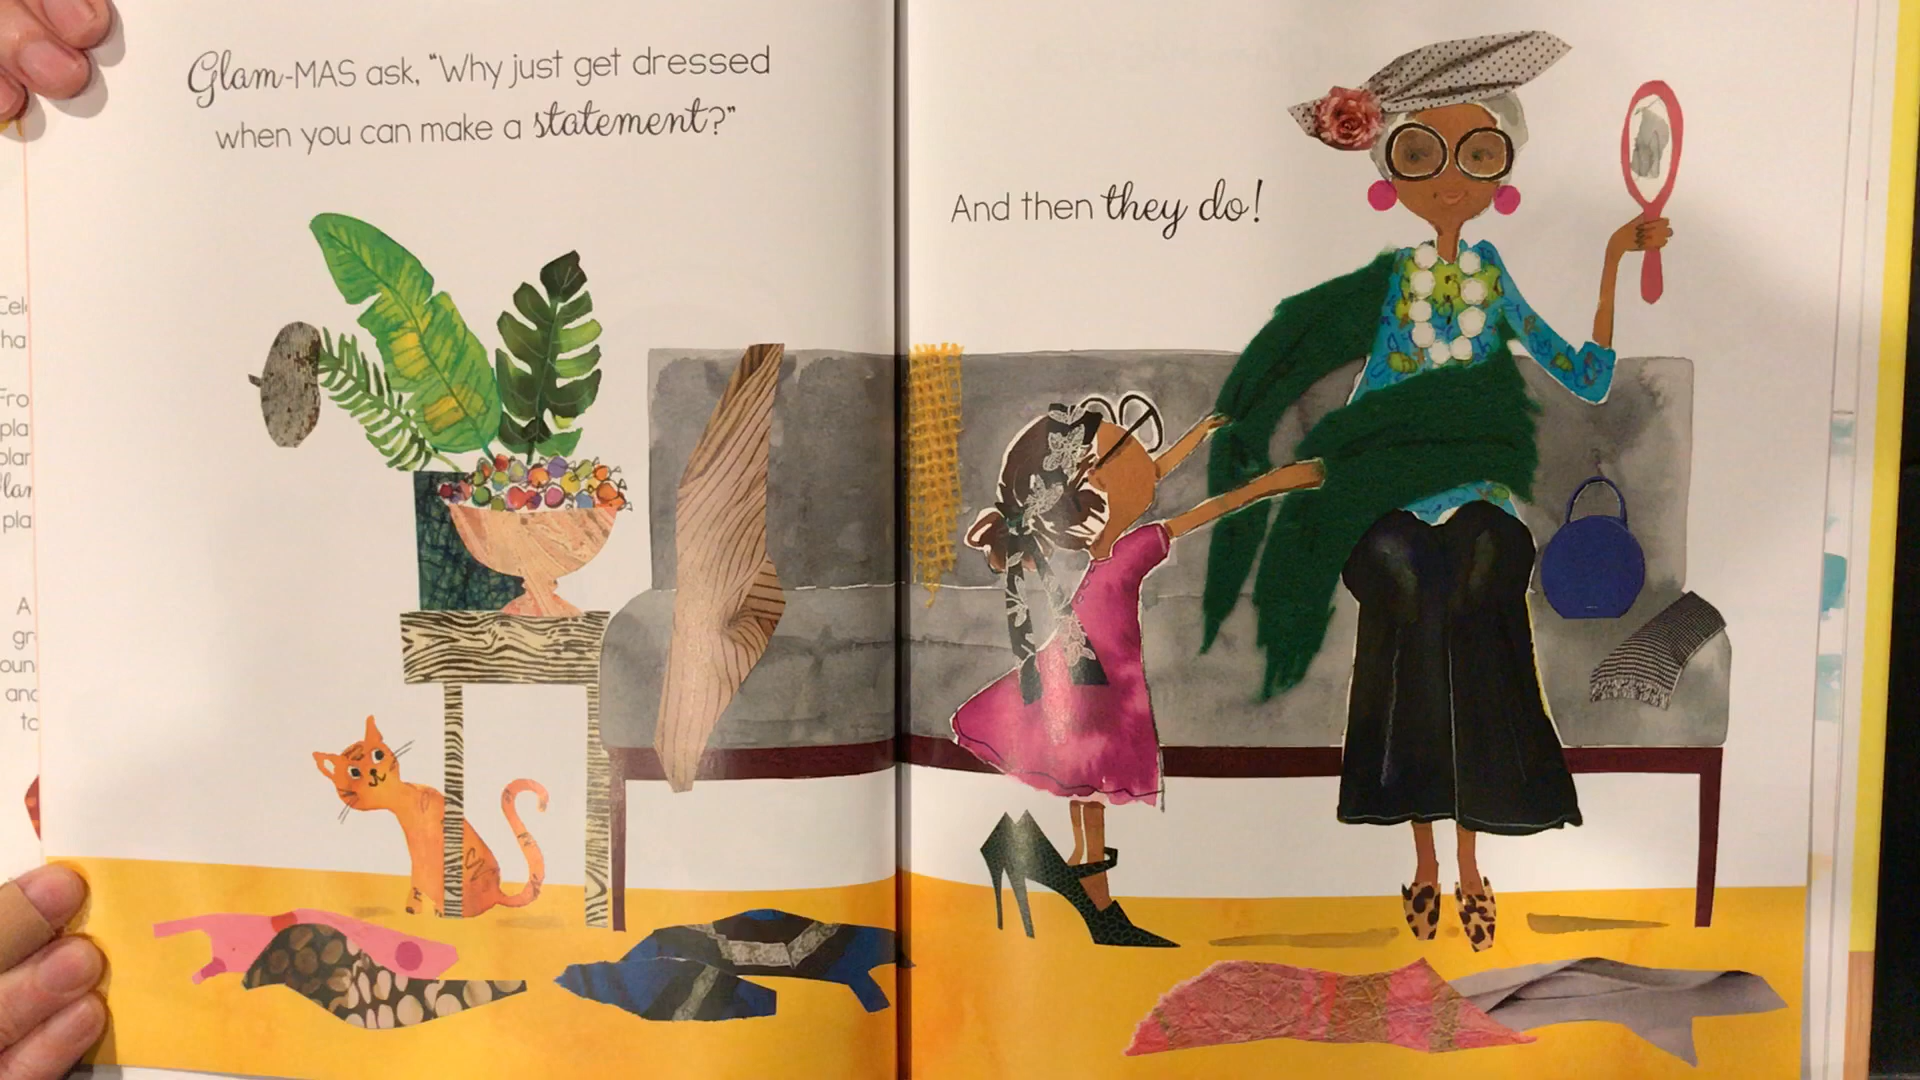 Glam-MAS ask, "Why just get dressed
when you can make a statement?"
And then they do!